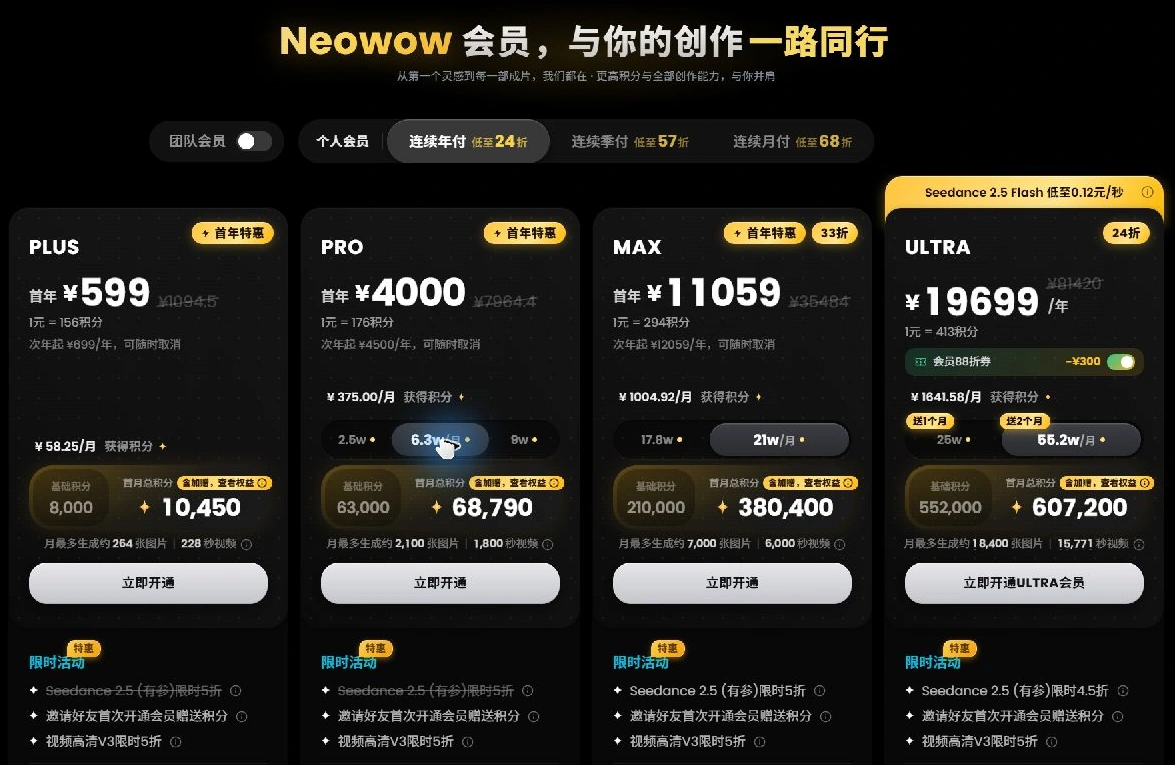 Neowow 会员，与你的创作一路同行
从第一个灵感到每一部成片，我们都在 · 更高积分与全部创作能力，与你并肩
团队会员 个人会员 连续年付 低至24折 连续季付 低至57折 连续月付 低至68折
Seedance 2.5 Flash 低至0.12元/秒
PLUS
首年特惠
首年 ¥599 ¥1094.5
1元 = 156积分
次年起 ¥699/年，可随时取消
¥58.25/月 获得积分
基础积分
8,000
首月总积分 含加赠，查看权益
10,450
月最多生成约 264 张图片 | 228 秒视频
立即开通
特惠
限时活动
Seedance 2.5 (有参)限时5折
邀请好友首次开通会员赠送积分
视频高清V3限时5折
PRO
首年特惠
首年 ¥4000 ¥7964.4
1元 = 176积分
次年起 ¥4500/年，可随时取消
¥375.00/月 获得积分
2.5w 6.3w/月 9w
基础积分
63,000
首月总积分 含加赠，查看权益
68,790
月最多生成约 2,100 张图片 | 1,800 秒视频
立即开通
特惠
限时活动
Seedance 2.5 (有参)限时5折
邀请好友首次开通会员赠送积分
视频高清V3限时5折
MAX
首年特惠 33折
首年 ¥11059 ¥35484
1元 = 294积分
次年起 ¥12059/年，可随时取消
¥1004.92/月 获得积分
17.8w 21w/月
基础积分
210,000
首月总积分 含加赠，查看权益
380,400
月最多生成约 7,000 张图片 | 6,000 秒视频
立即开通
特惠
限时活动
Seedance 2.5 (有参)限时5折
邀请好友首次开通会员赠送积分
视频高清V3限时5折
ULTRA
24折
¥19699 /年 ¥81420
1元 = 413积分
会员88折券 -¥300
¥1641.58/月 获得积分
送1个月 送2个月
25w 55.2w/月
基础积分
552,000
首月总积分 含加赠，查看权益
607,200
月最多生成约 18,400 张图片 | 15,771 秒视频
立即开通ULTRA会员
特惠
限时活动
Seedance 2.5 (有参)限时4.5折
邀请好友首次开通会员赠送积分
视频高清V3限时5折